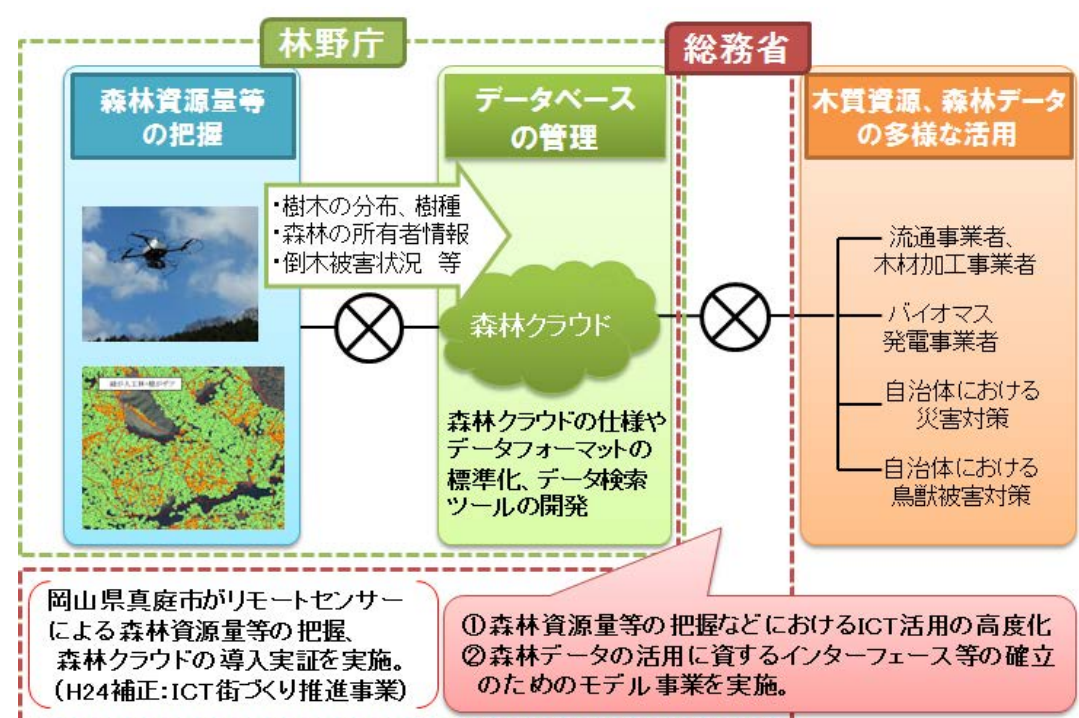 林野庁
総務省
森林資源量等
の把握
データベース
の管理
木質資源、森林データ
の多様な活用
・樹木の分布、樹種
・森林の所有者情報
・倒木被害状況 等
森林クラウド
森林クラウドの仕様や
データフォーマットの
標準化、データ検索
ツールの開発
流通事業者、
木材加工事業者
バイオマス
発電事業者
自治体における
災害対策
自治体における
鳥獣被害対策
岡山県真庭市がリモートセンサー
による森林資源量等の把握、
森林クラウドの導入実証を実施。
（H24補正：ICT街づくり推進事業）
①森林資源量等の把握などにおけるICT活用の高度化
②森林データの活用に資するインターフェース等の確立
のためのモデル事業を実施。